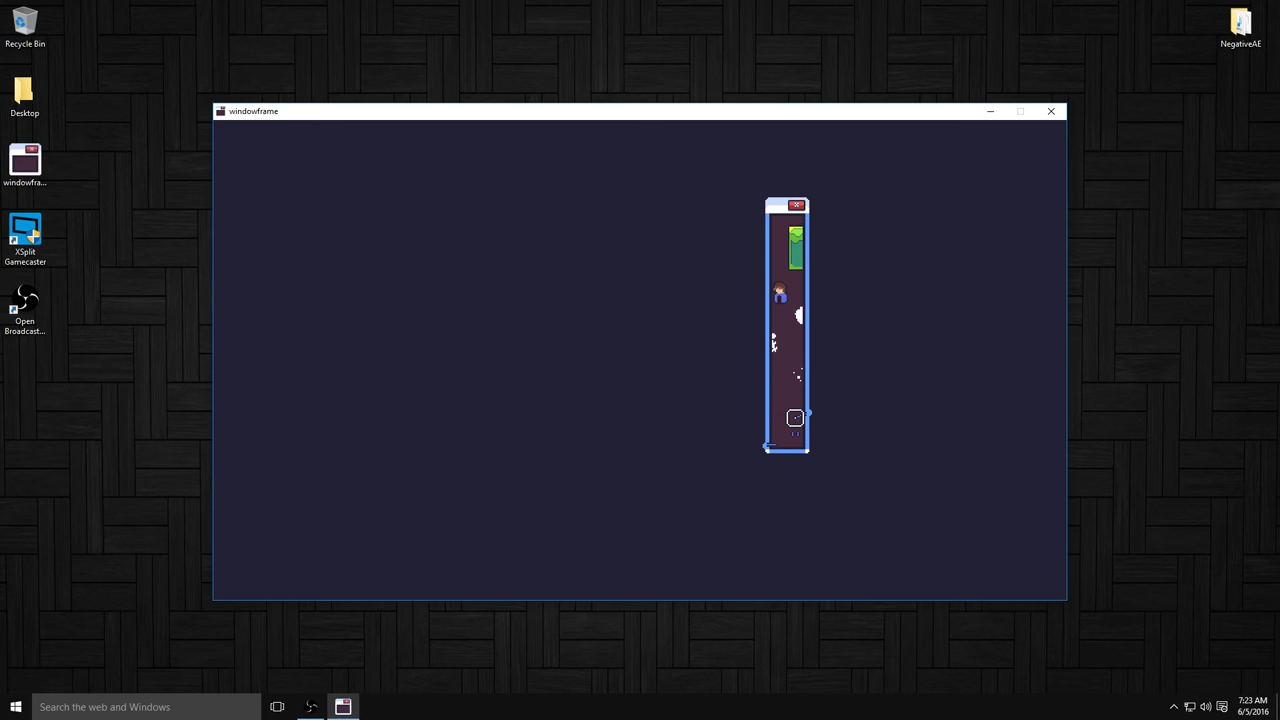 Recycle Bin
NegativeAE
Desktop
windowframe
windowfra...
XSplit
Gamecaster
Open
Broadcast...
Search the web and Windows
7:23 AM
6/5/2016